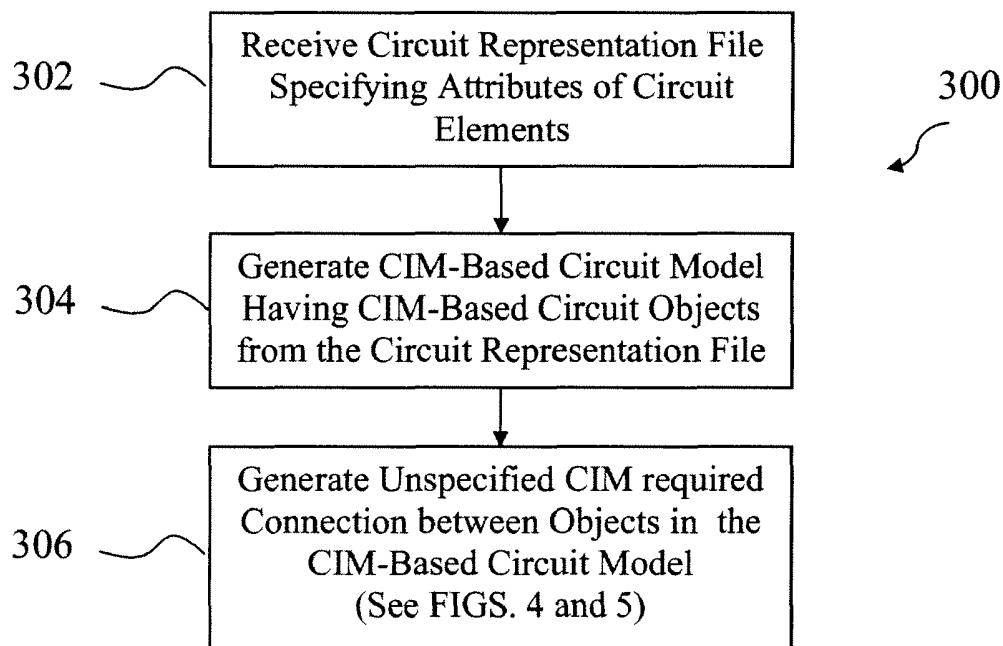 302
Receive Circuit Representation File
Specifying Attributes of Circuit
Elements
300
304
Generate CIM-Based Circuit Model
Having CIM-Based Circuit Objects
from the Circuit Representation File
306
Generate Unspecified CIM required
Connection between Objects in the
CIM-Based Circuit Model
(See FIGS. 4 and 5)